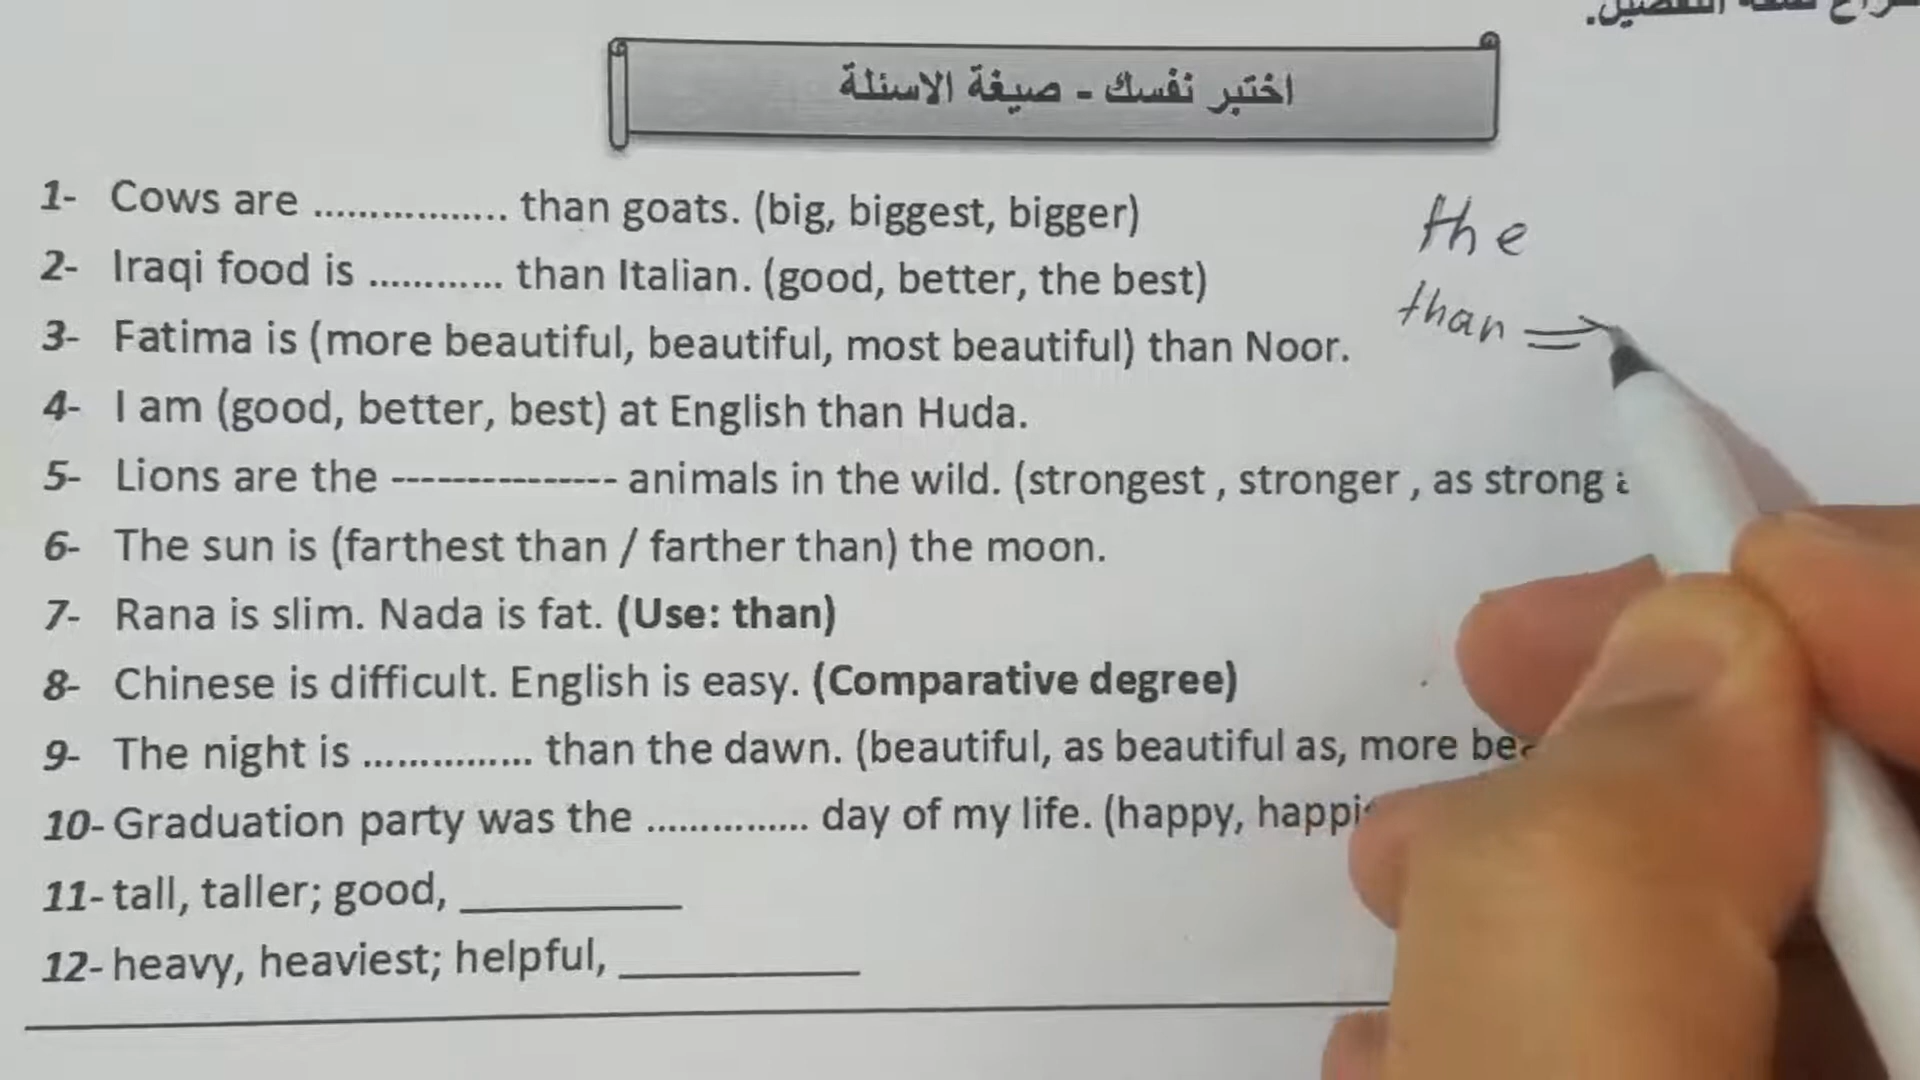 اختبر نفسك - صيغة الاسئلة
1- Cows are ................. than goats. (big, biggest, bigger)
the
2- Iraqi food is ............ than Italian. (good, better, the best)
than =>
3- Fatima is (more beautiful, beautiful, most beautiful) than Noor.
4- I am (good, better, best) at English than Huda.
5- Lions are the --------------- animals in the wild. (strongest , stronger , as strong
6- The sun is (farthest than / farther than) the moon.
7- Rana is slim. Nada is fat. (Use: than)
8- Chinese is difficult. English is easy. (Comparative degree)
9- The night is ............... than the dawn. (beautiful, as beautiful as, more
10- Graduation party was the .............. day of my life. (happy,
11- tall, taller; good, _________
12- heavy, heaviest; helpful, __________